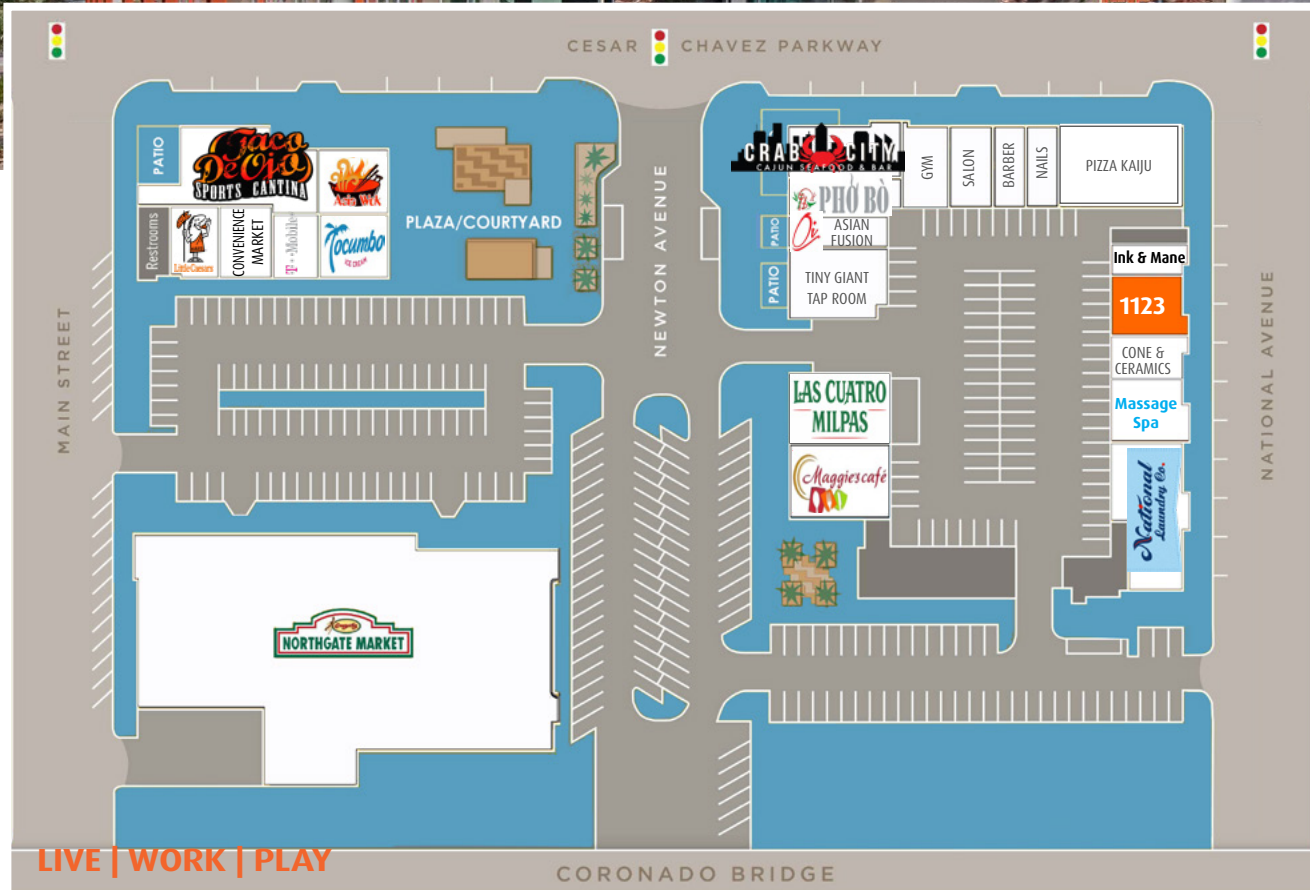 CESAR CHAVEZ PARKWAY
PATIO
Taco
De Ojo
SPORTS CANTINA
Asia Wok
Restrooms
Little Caesars
CONVENIENCE
MARKET
T-Mobile
Tocumbo
ICE CREAM
PLAZA/COURTYARD
MAIN STREET
NEWTON AVENUE
CRAB CITY
CAJUN SEAFOOD & BAR
PHỞ BÒ
PATIO
Oi
ASIAN
FUSION
PATIO
TINY GIANT
TAP ROOM
GYM
SALON
BARBER
NAILS
PIZZA KAIJU
Ink & Mane
1123
CONE &
CERAMICS
Massage
Spa
National
Laundry Co.
NATIONAL AVENUE
LAS CUATRO
MILPAS
Maggie's café
NORTHGATE MARKET
LIVE | WORK | PLAY
CORONADO BRIDGE